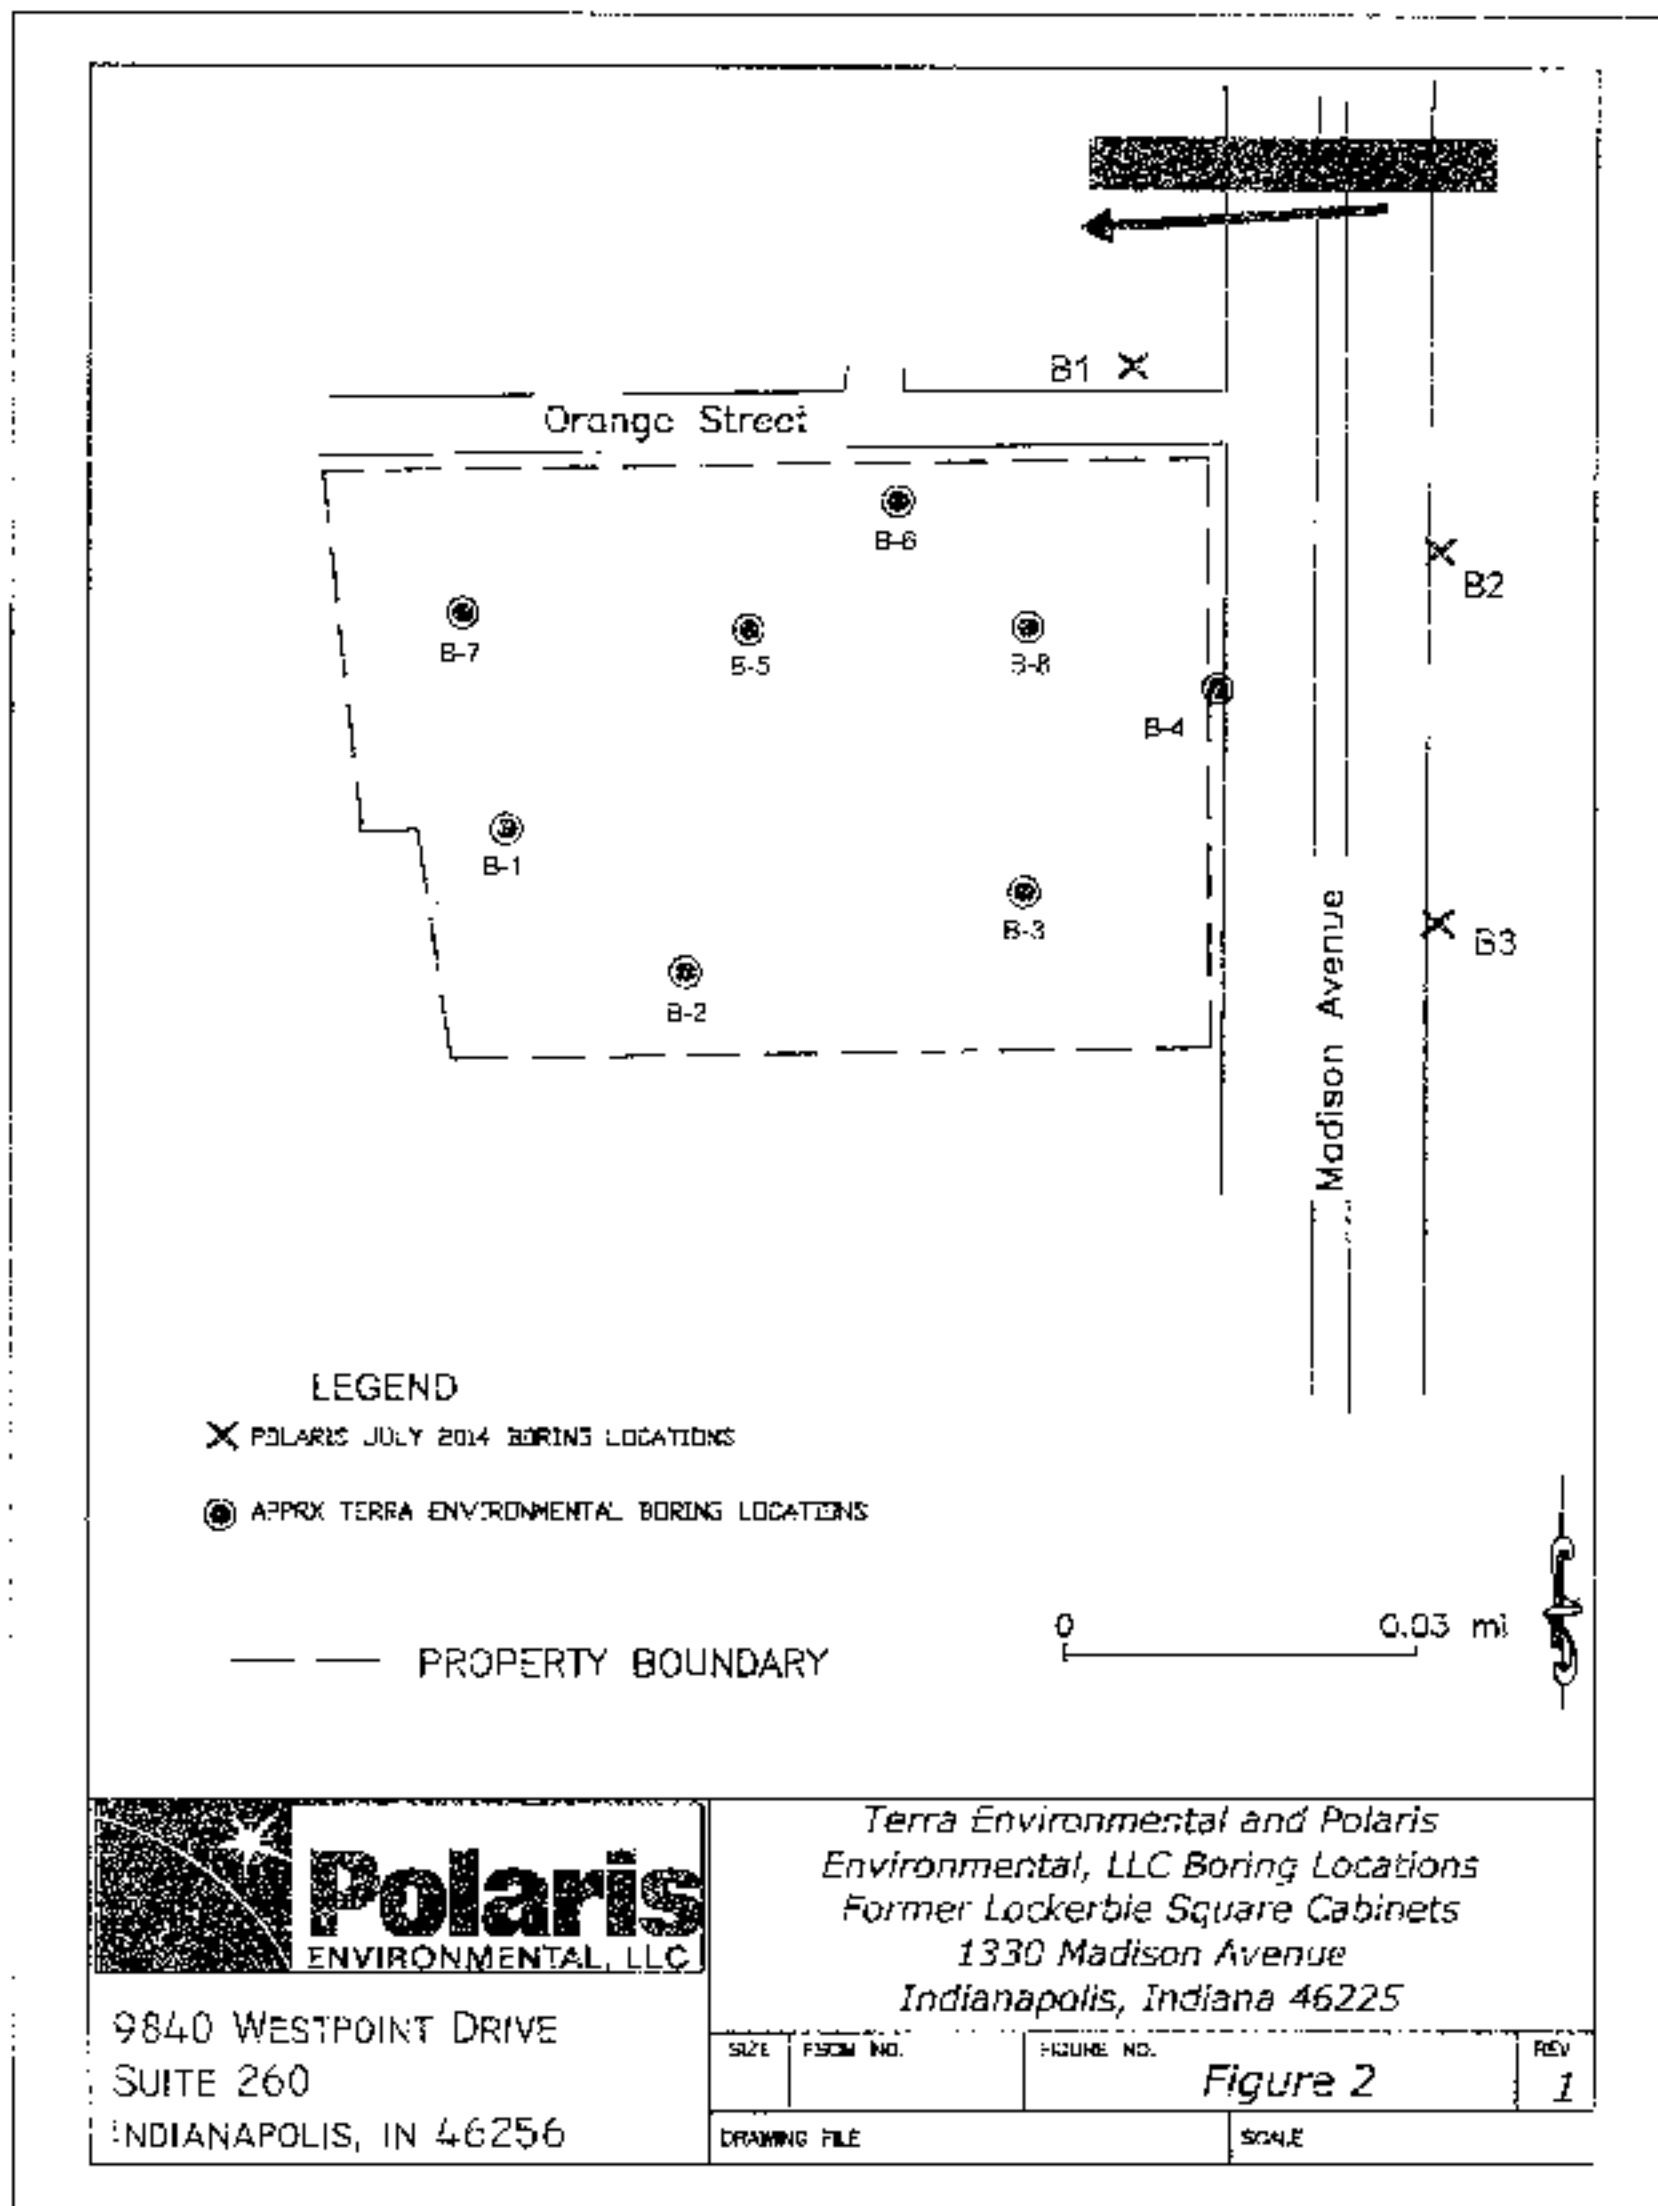 B1
Orange Street
B-6
B2
B-7
B-5
B-8
B-4
B-1
B-3
B3
B-2
Madison Avenue
LEGEND
POLARIS JULY 2014 BORING LOCATIONS
APPRX TERRA ENVIRONMENTAL BORING LOCATIONS
0
0.03 mi
PROPERTY BOUNDARY
Polaris
ENVIRONMENTAL, LLC
9840 WESTPOINT DRIVE
SUITE 260
INDIANAPOLIS, IN 46256
Terra Environmental and Polaris
Environmental, LLC Boring Locations
Former Lockerbie Square Cabinets
1330 Madison Avenue
Indianapolis, Indiana 46225
SIZE
FSCM NO.
FIGURE NO.
Figure 2
REV
1
DRAWING FILE
SCALE